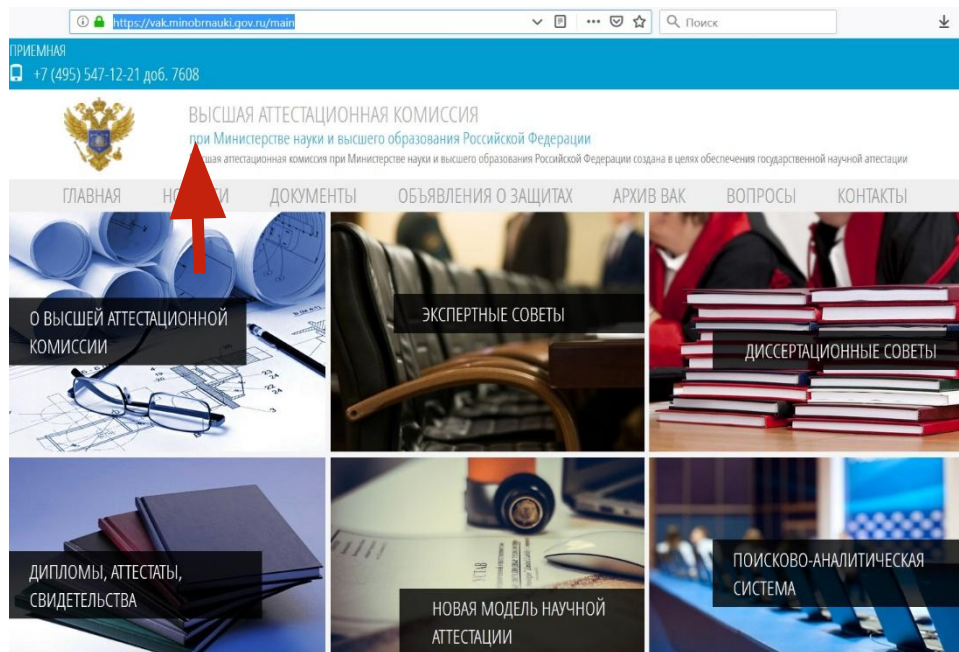 https://vak.minobrnauki.gov.ru/main
Поиск
ПРИЕМНАЯ
+7 (495) 547-12-21 доб. 7608
ВЫСШАЯ АТТЕСТАЦИОННАЯ КОМИССИЯ
при Министерстве науки и высшего образования Российской Федерации
аттестационная комиссия при Министерстве науки и высшего образования Российской Федерации создана в целях обеспечения государственной научной аттестации
ГЛАВНАЯ ДОКУМЕНТЫ ОБЪЯВЛЕНИЯ О ЗАЩИТАХ АРХИВ ВАК ВОПРОСЫ КОНТАКТЫ
О ВЫСШЕЙ АТТЕСТАЦИОННОЙ
КОМИССИИ
ЭКСПЕРТНЫЕ СОВЕТЫ
ДИССЕРТАЦИОННЫЕ СОВЕТЫ
ДИПЛОМЫ, АТТЕСТАТЫ,
СВИДЕТЕЛЬСТВА
УСТАВ
НОВАЯ МОДЕЛЬ НАУЧНОЙ
АТТЕСТАЦИИ
ПОИСКОВО-АНАЛИТИЧЕСКАЯ
СИСТЕМА